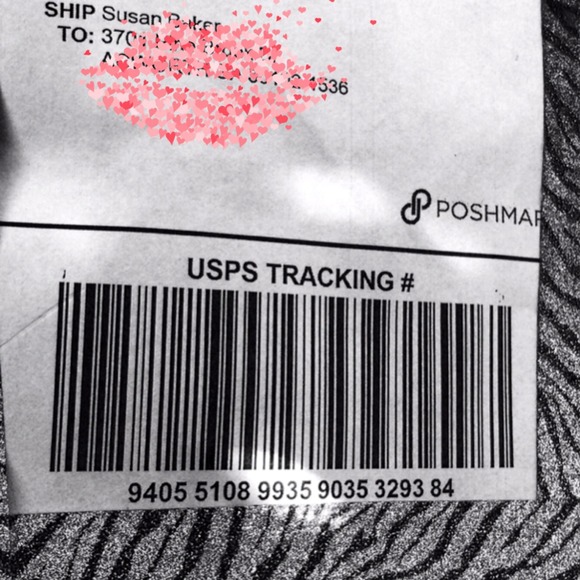 SHIP Susan
TO:
POSHMAR
USPS TRACKING #
9405 5108 9935 9035 3293 84